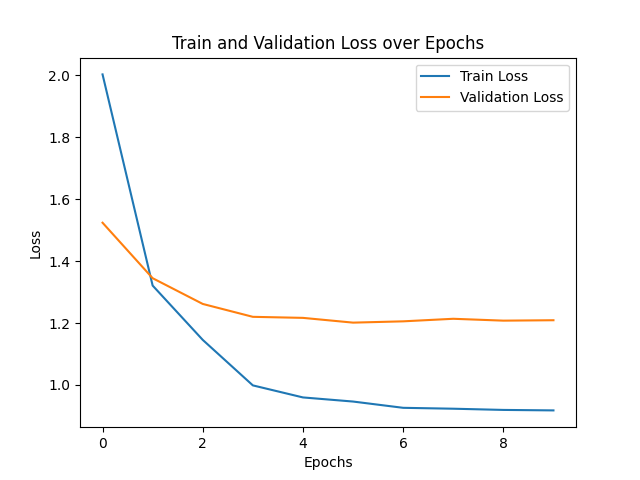 Train and Validation Loss over Epochs
Train Loss
Validation Loss
Loss
2.0
1.8
1.6
1.4
1.2
1.0
0 2 4 6 8
Epochs